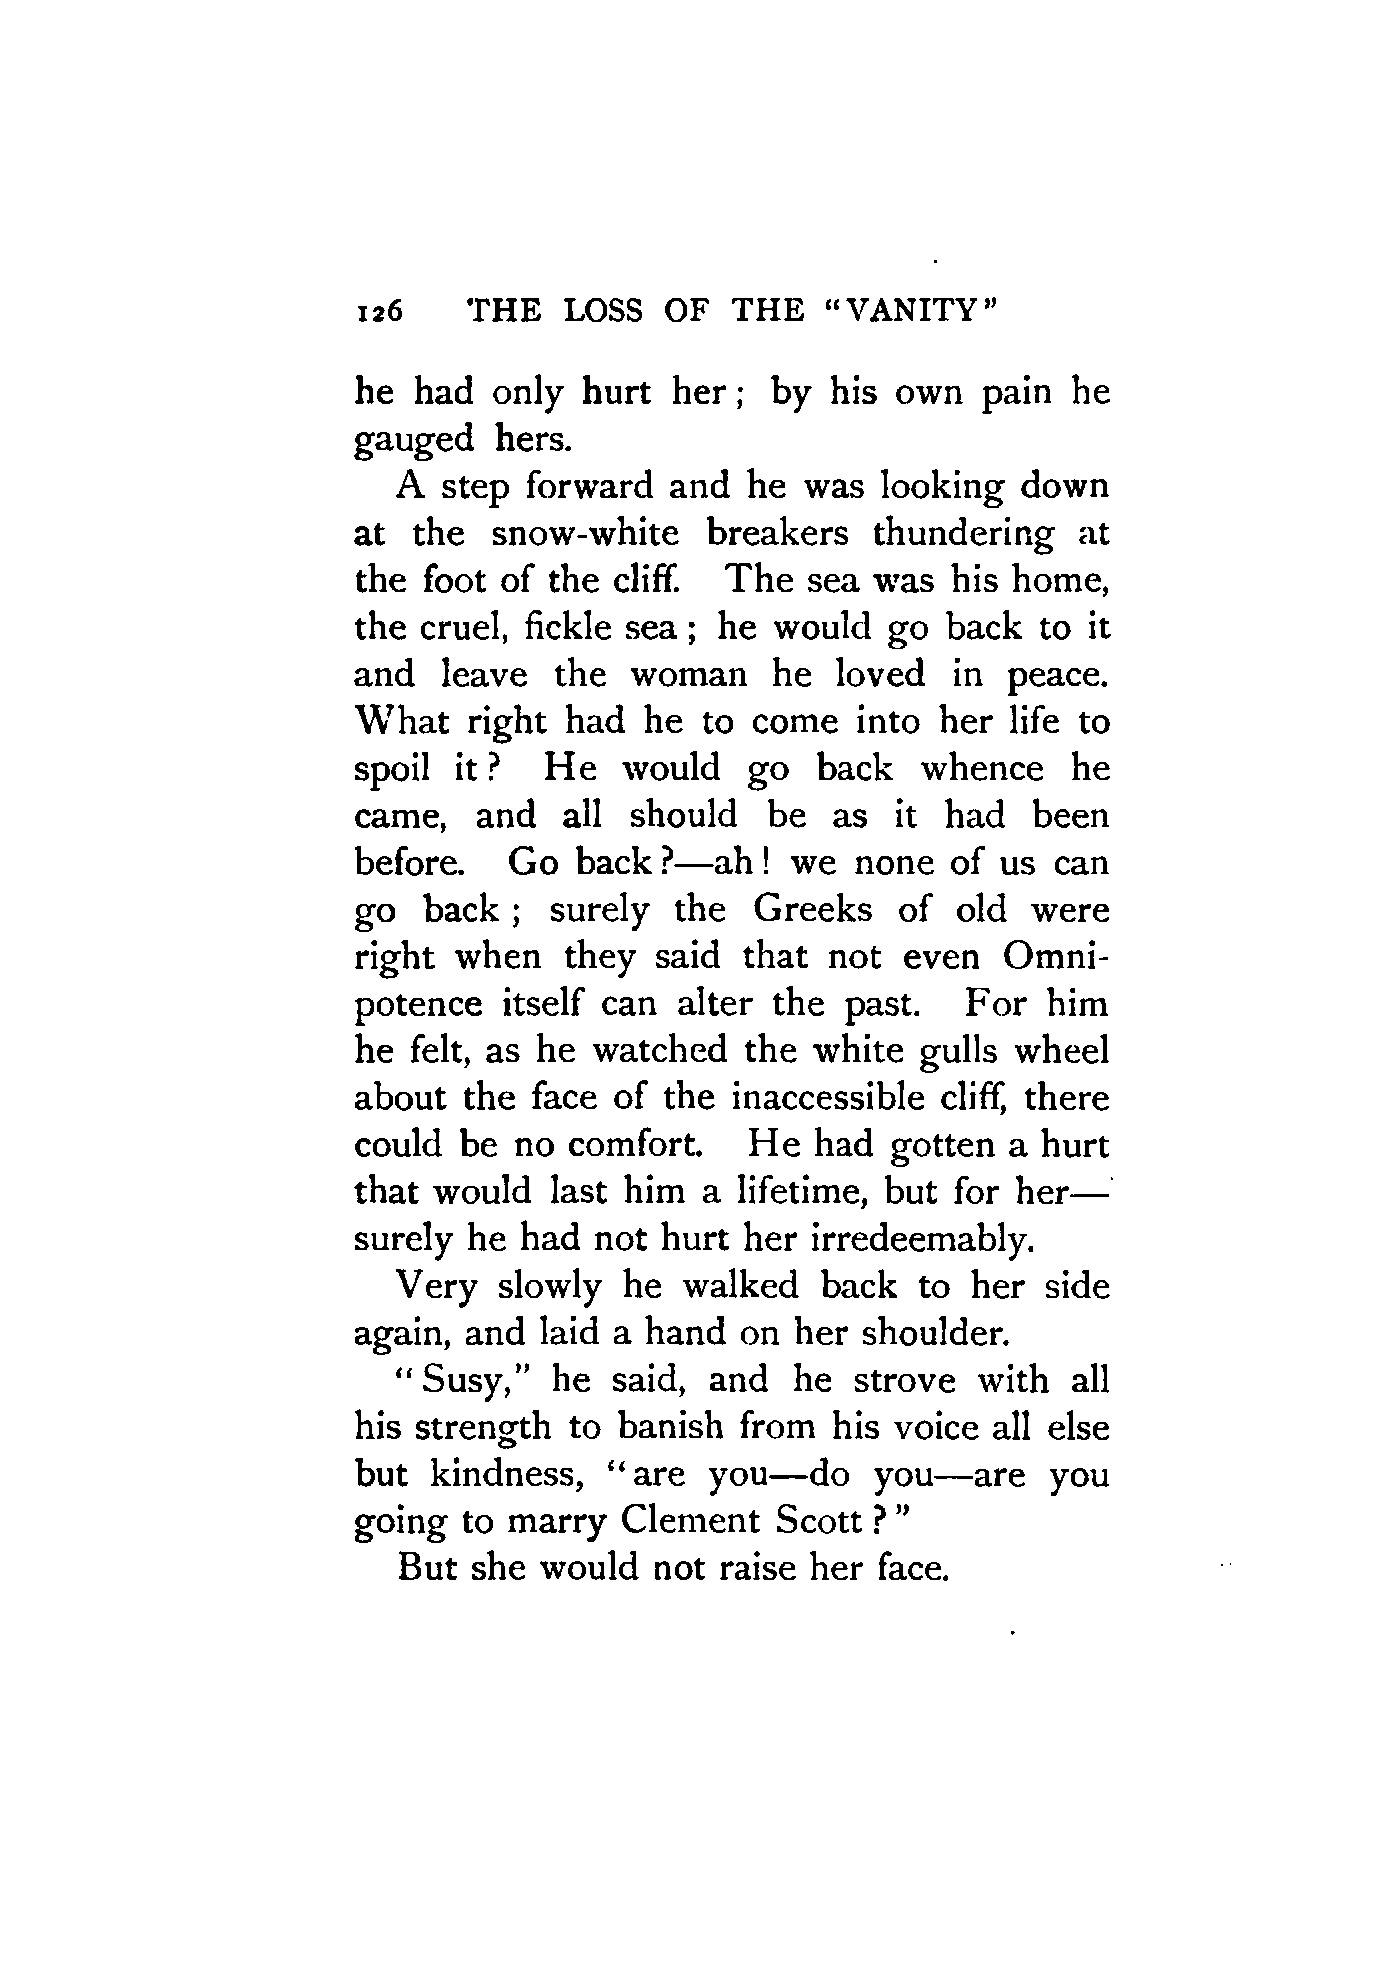 126 THE LOSS OF THE "VANITY"
he had only hurt her; by his own pain he
gauged hers.
A step forward and he was looking down
at the snow-white breakers thundering at
the foot of the cliff. The sea was his home,
the cruel, fickle sea; he would go back to it
and leave the woman he loved in peace.
What right had he to come into her life to
spoil it? He would go back whence he
came, and all should be as it had been
before. Go back?—ah! we none of us can
go back; surely the Greeks of old were
right when they said that not even Omni-
potence itself can alter the past. For him
he felt, as he watched the white gulls wheel
about the face of the inaccessible cliff, there
could be no comfort. He had gotten a hurt
that would last him a lifetime, but for her—
surely he had not hurt her irredeemably.
Very slowly he walked back to her side
again, and laid a hand on her shoulder.
"Susy," he said, and he strove with all
his strength to banish from his voice all else
but kindness, "are you—do you—are you
going to marry Clement Scott?"
But she would not raise her face.